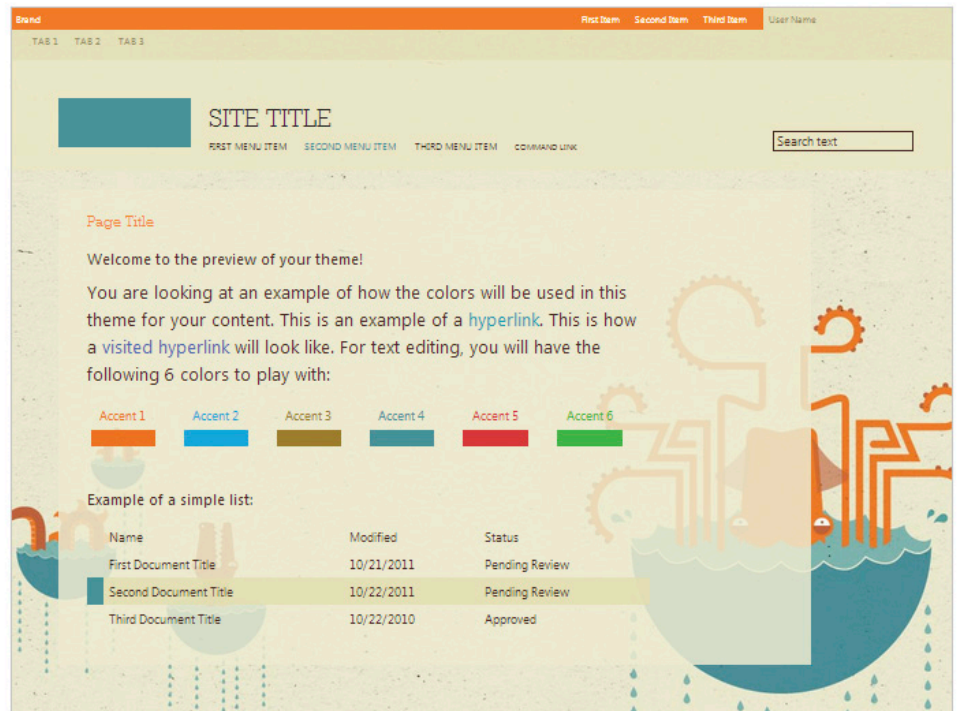 Brand First Item Second Item Third Item User Name
TAB 1 TAB 2 TAB 3
SITE TITLE
FIRST MENU ITEM SECOND MENU ITEM THIRD MENU ITEM COMMAND LINK
Search text
Page Title
Welcome to the preview of your theme!
You are looking at an example of how the colors will be used in this
theme for your content. This is an example of a hyperlink. This is how
a visited hyperlink will look like. For text editing, you will have the
following 6 colors to play with:
Accent 1 Accent 2 Accent 3 Accent 4 Accent 5 Accent 6
Example of a simple list:
Name Modified Status
First Document Title 10/21/2011 Pending Review
Second Document Title 10/22/2011 Pending Review
Third Document Title 10/22/2010 Approved